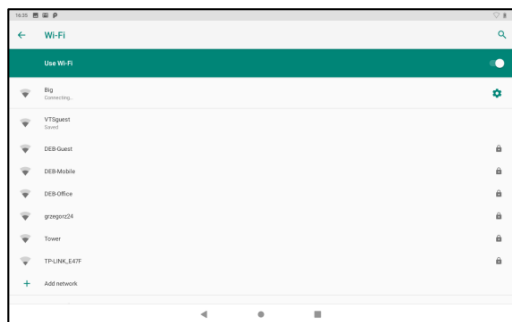 16:20
Wi-Fi
Use Wi-Fi
Big
Connecting...
VTSguest
Saved
DEB-Guest
DEB-Mobile
DEB-Office
grzegorz24
Tower
TP-LINK_E47F
Add network